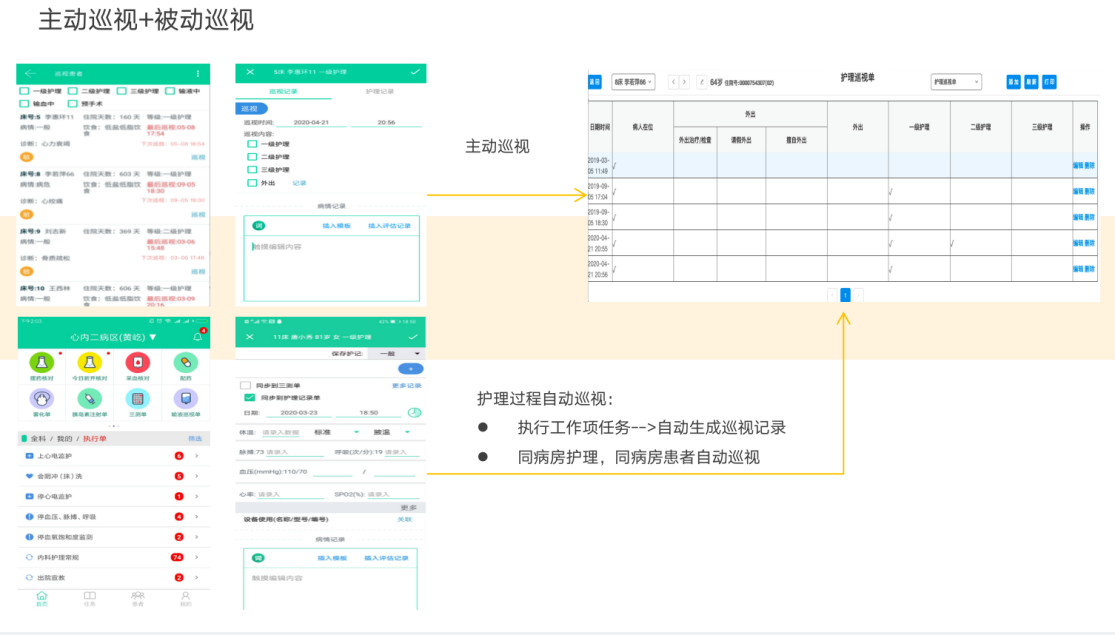 主动巡视+被动巡视
巡视患者
一级护理 二级护理 三级护理 输液中
输血中 预手术
床号:5 李惠环11 住院天数: 160 天 等级:一级护理
病情:一般 饮食: 低盐低脂饮食 最后巡视:05-08 17:54
诊断: 心力衰竭 下次巡视: 05-08 18:54
巡视
床号:8 李若萍66 住院天数: 603 天 等级:一级护理
病情:病危 饮食: 低盐低脂饮食 最后巡视:09-05 18:30
诊断: 心绞痛 下次巡视: 09-05 19:30
巡视
床号:9 刘志新 住院天数: 369 天 等级:二级护理
病情:一般 最后巡视:03-06 15:48
诊断: 骨质疏松 下次巡视: 03-06 17:48
巡视
床号:10 王西林 住院天数: 606 天 等级:一级护理
病情:一般 饮食: 低盐低脂饮食 最后巡视:03-09 20:16
5床 李惠环11 一级护理
巡视记录 护理记录
巡视
巡视时间: 2020-04-21 20:56
巡视内容:
一级护理
二级护理
三级护理
外出 记录
病情记录
词 插入模板 插入评估记录
触摸编辑内容
主动巡视
返回 8床 李若萍66 64岁 住院号:0000754307(02) 护理巡视单 护理巡视单 添加 刷新 打印
日期时间 病人在位 外出 外出 一级护理 二级护理 三级护理 操作
外出治疗/检查 请假外出 擅自外出
2019-03-05 11:49 √ 编辑 删除
2019-09-05 17:04 √ √ 编辑 删除
2019-09-05 18:30 √ √ 编辑 删除
2020-04-21 20:55 √ √ √ 编辑 删除
2020-04-21 20:56 √ √ 编辑 删除
1
心内二病区(黄屹) ▼ 4
摆药核对 今日新开核对 采血核对 配药
雾化单 胰岛素注射单 三测单 输液巡视单
全科 / 我的 / 执行单 筛选
上心电监护 6
会阴冲 (抹) 洗 5
停心电监护 1
停血压、脉搏、呼吸 4
停血氧饱和度监测 2
内科护理常规 74
出院宣教 2
首页 任务 患者 我的
11床 唐小秀 81岁 女 一级护理
保存护记: 一般
+
同步到三测单 更多记录
同步到护理记录单
日期: 2020-03-23 18:50
体温: 请录入数据 标准 腋温
脉搏:73 请录入 呼吸(次/分):19 请录入
血压(mmHg):110/70 /
心率: 请录入 SPO2(%): 请录入
更多
设备使用(名称/型号/编号) 关联
病情记录
词 插入模板 插入评估记录
触摸编辑内容
护理过程自动巡视:
● 执行工作项任务-->自动生成巡视记录
● 同病房护理，同病房患者自动巡视